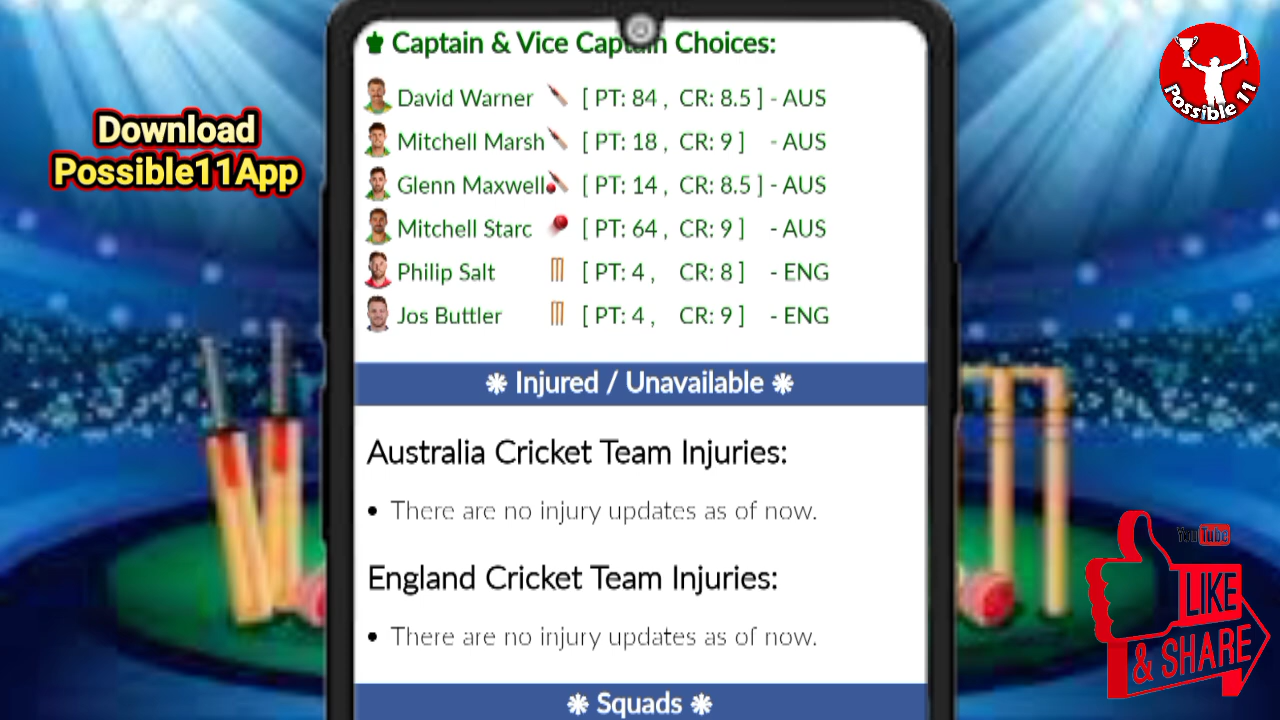 Captain & Vice Captain Choices:
David Warner [ PT: 84 , CR: 8.5 ] - AUS
Mitchell Marsh [ PT: 18 , CR: 9 ] - AUS
Glenn Maxwell [ PT: 14 , CR: 8.5 ] - AUS
Mitchell Starc [ PT: 64 , CR: 9 ] - AUS
Philip Salt [ PT: 4 , CR: 8 ] - ENG
Jos Buttler [ PT: 4 , CR: 9 ] - ENG
Injured / Unavailable
Australia Cricket Team Injuries:
• There are no injury updates as of now.
England Cricket Team Injuries:
• There are no injury updates as of now.
Squads
Download
Possible11App
Possible 11
YouTube
LIKE
& SHARE